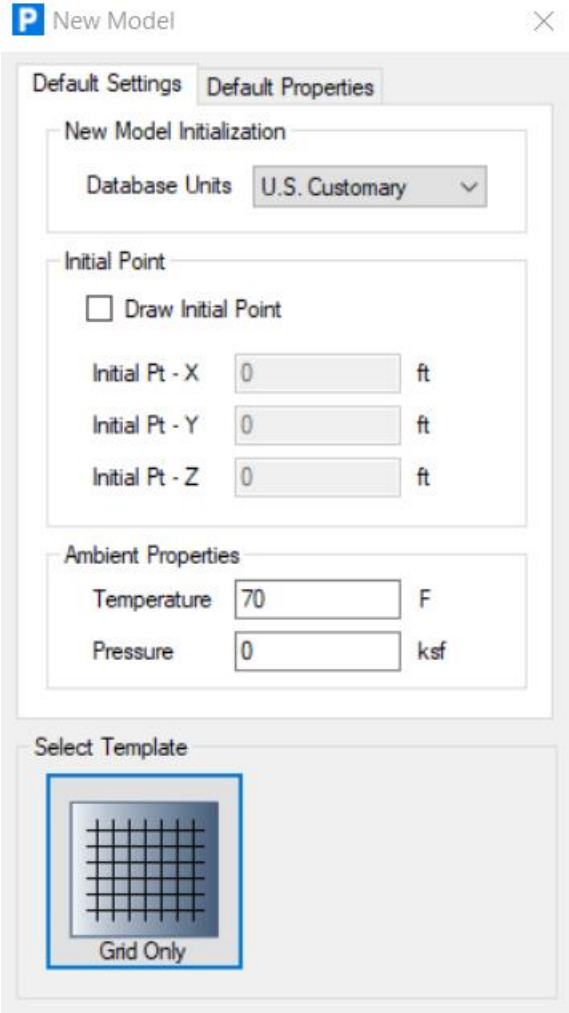 P New Model
Default Settings Default Properties
New Model Initialization
Database Units U.S. Customary
Initial Point
Draw Initial Point
Initial Pt - X 0 ft
Initial Pt - Y 0 ft
Initial Pt - Z 0 ft
Ambient Properties
Temperature 70 F
Pressure 0 ksf
Select Template
Grid Only